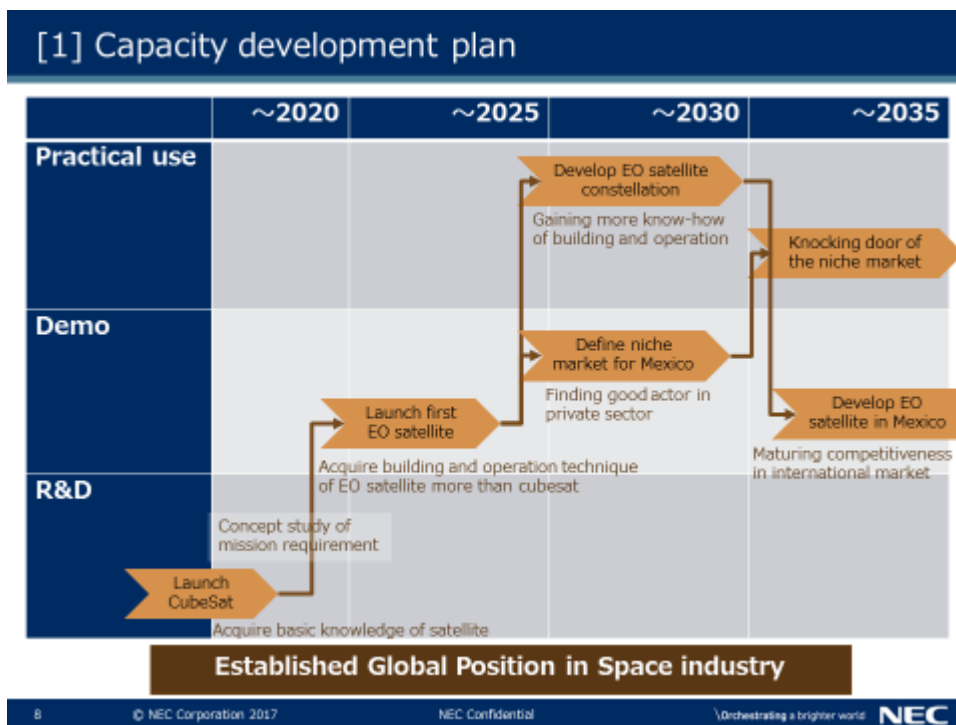 [1] Capacity development plan
～2020
～2025
～2030
～2035
Practical use
Develop EO satellite
constellation
Gaining more know-how
of building and operation
Knocking door of
the niche market
Demo
Define niche
market for Mexico
Finding good actor in
private sector
Launch first
EO satellite
Develop EO
satellite in Mexico
Acquire building and operation technique
of EO satellite more than cubesat
Maturing competitiveness
in international market
R&D
Concept study of
mission requirement
Launch
CubeSat
Acquire basic knowledge of satellite
Established Global Position in Space industry
8
© NEC Corporation 2017
NEC Confidential
\Orchestrating a brighter world
NEC